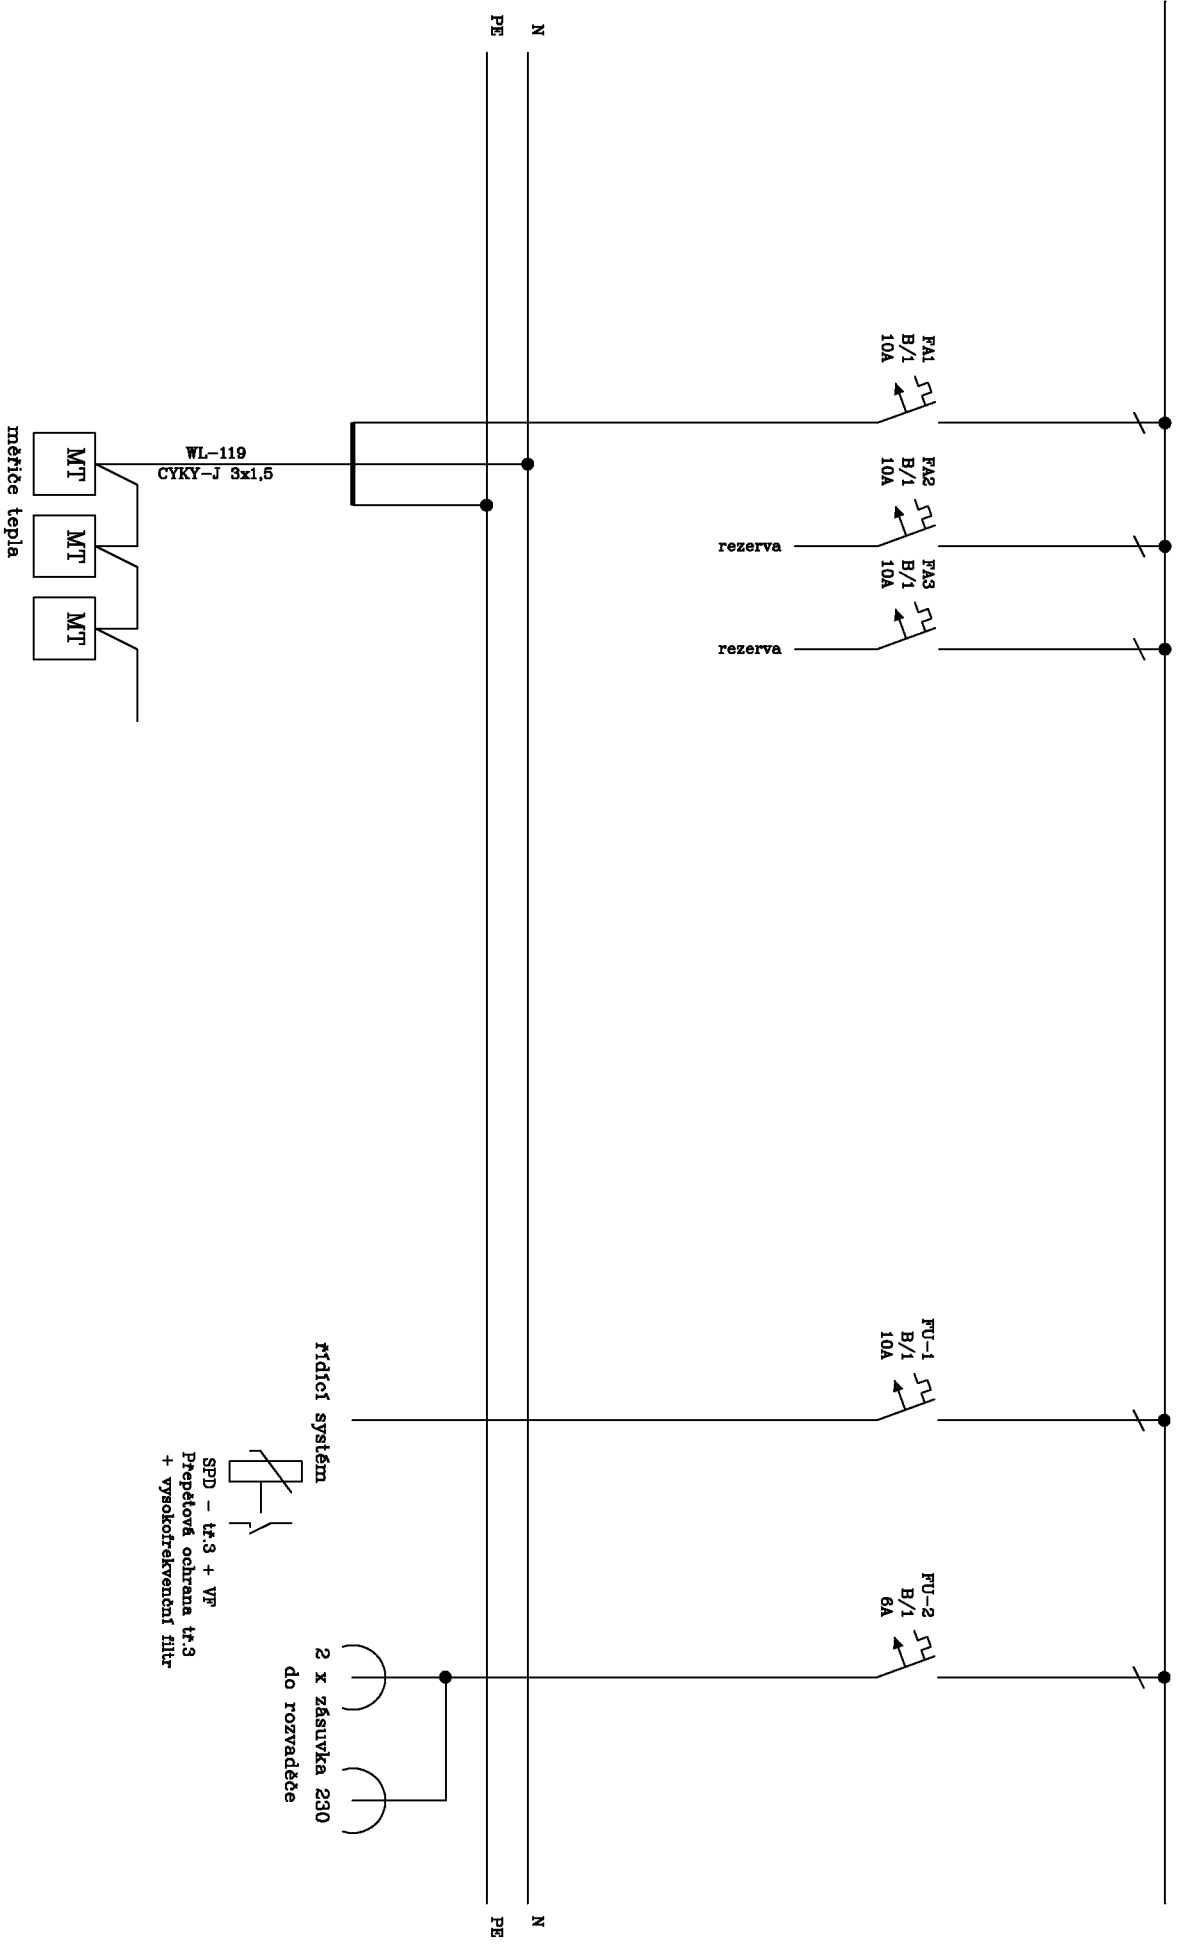 N
PE
FA1
B/1
10A
FA2
B/1
10A
FA3
B/1
10A
FU-1
B/1
10A
FU-2
B/1
6A
rezerva
rezerva
WL-119
CYKY-J 3x1,5
MT
MT
MT
měřiče tepla
řídící systém
SPD - tř.3 + VF
Přepěťová ochrana tř.3
+ vysokofrekvenční filtr
2 x zásuvka 230
do rozvaděče
N
PE